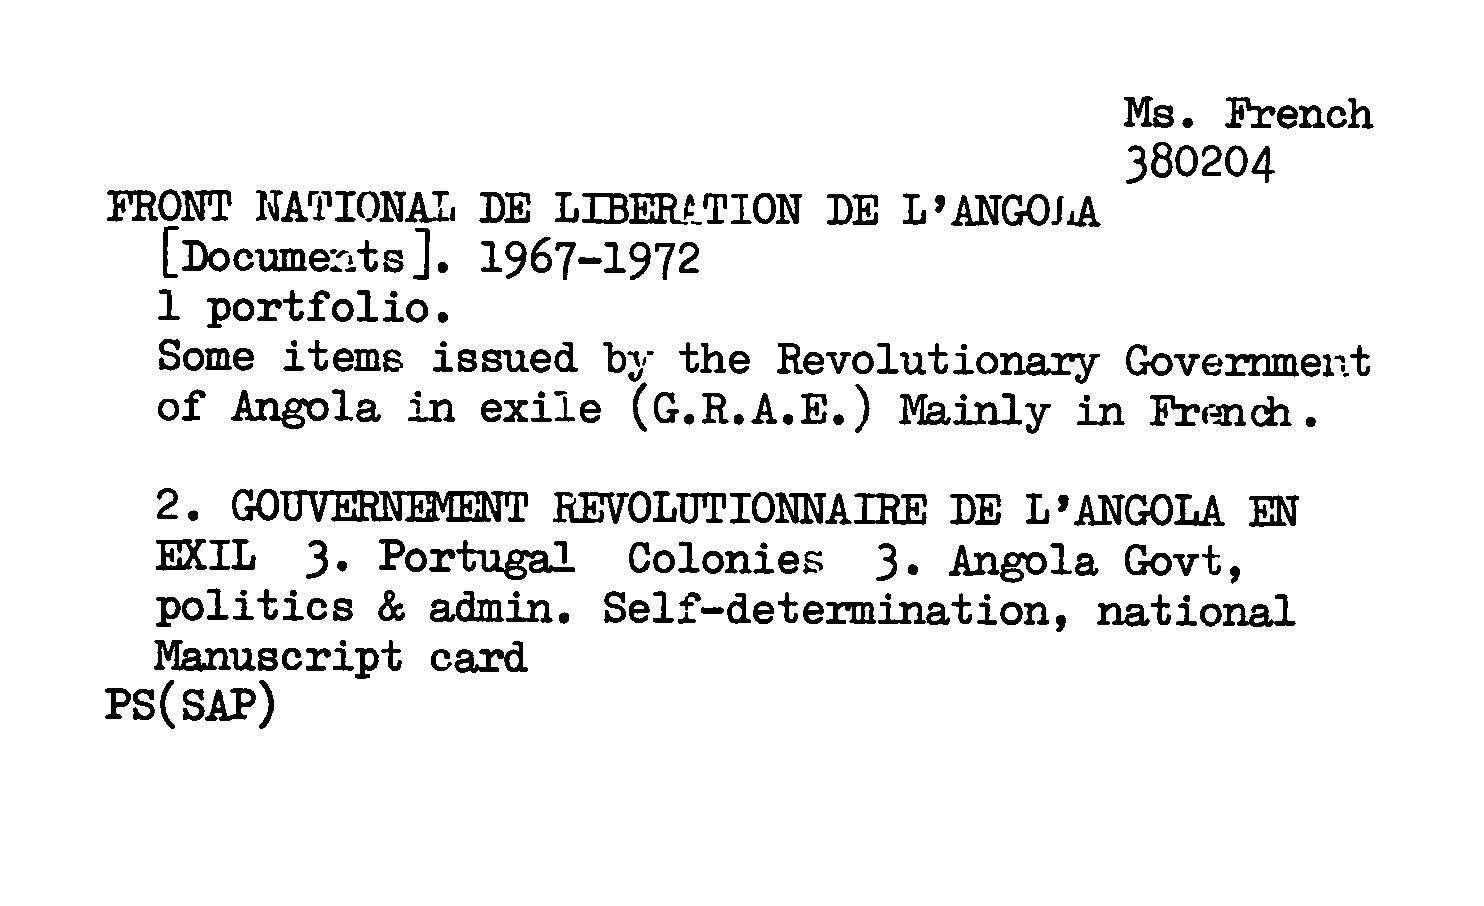 Ms. French
380204
FRONT NATIONAL DE LIBERATION DE L'ANGOLA
[Documents]. 1967-1972
1 portfolio.
Some items issued by the Revolutionary Government
of Angola in exile (G.R.A.E.) Mainly in French.
2. GOUVERNEMENT REVOLUTIONNAIRE DE L'ANGOLA EN
EXIL 3. Portugal Colonies 3. Angola Govt,
politics & admin. Self-determination, national
Manuscript card
PS(SAP)